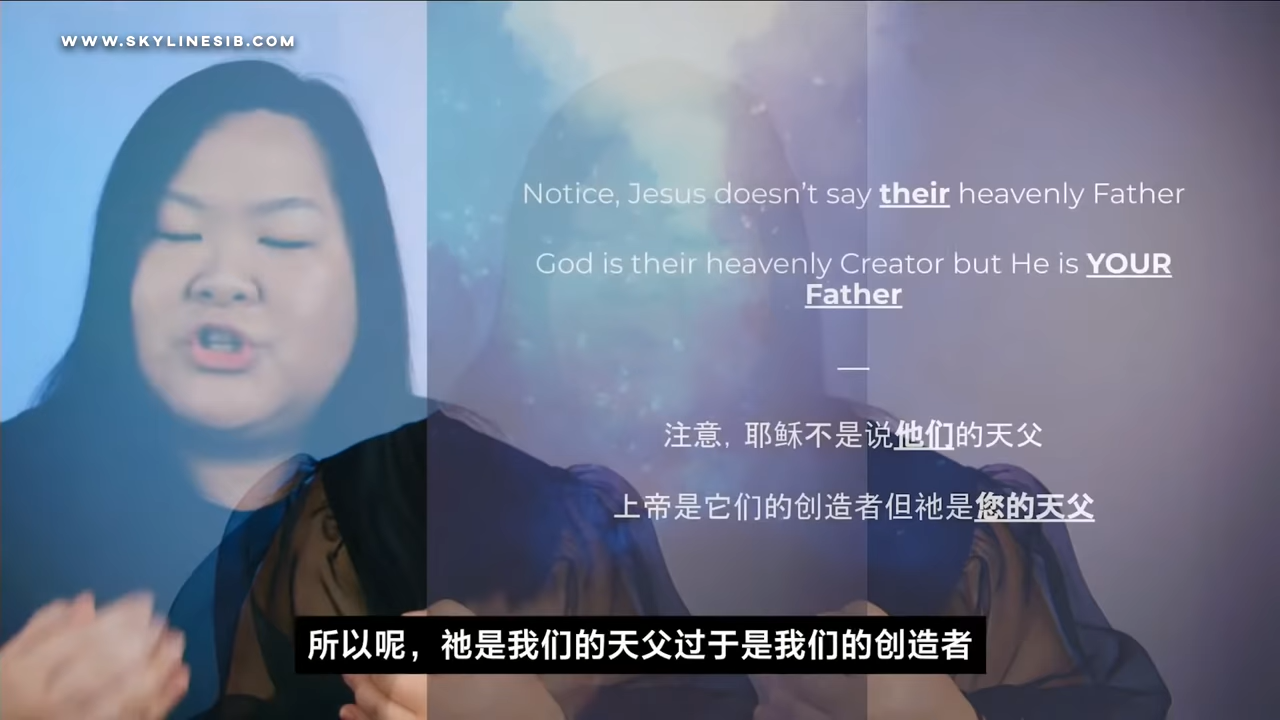 WWW.SKYLINESIB.COM
Notice, Jesus doesn't say their heavenly Father
God is their heavenly Creator but He is YOUR
Father
—
注意, 耶稣不是说他们的天父
上帝是它们的创造者但祂是您的天父
所以呢，祂是我们的天父过于是我们的创造者